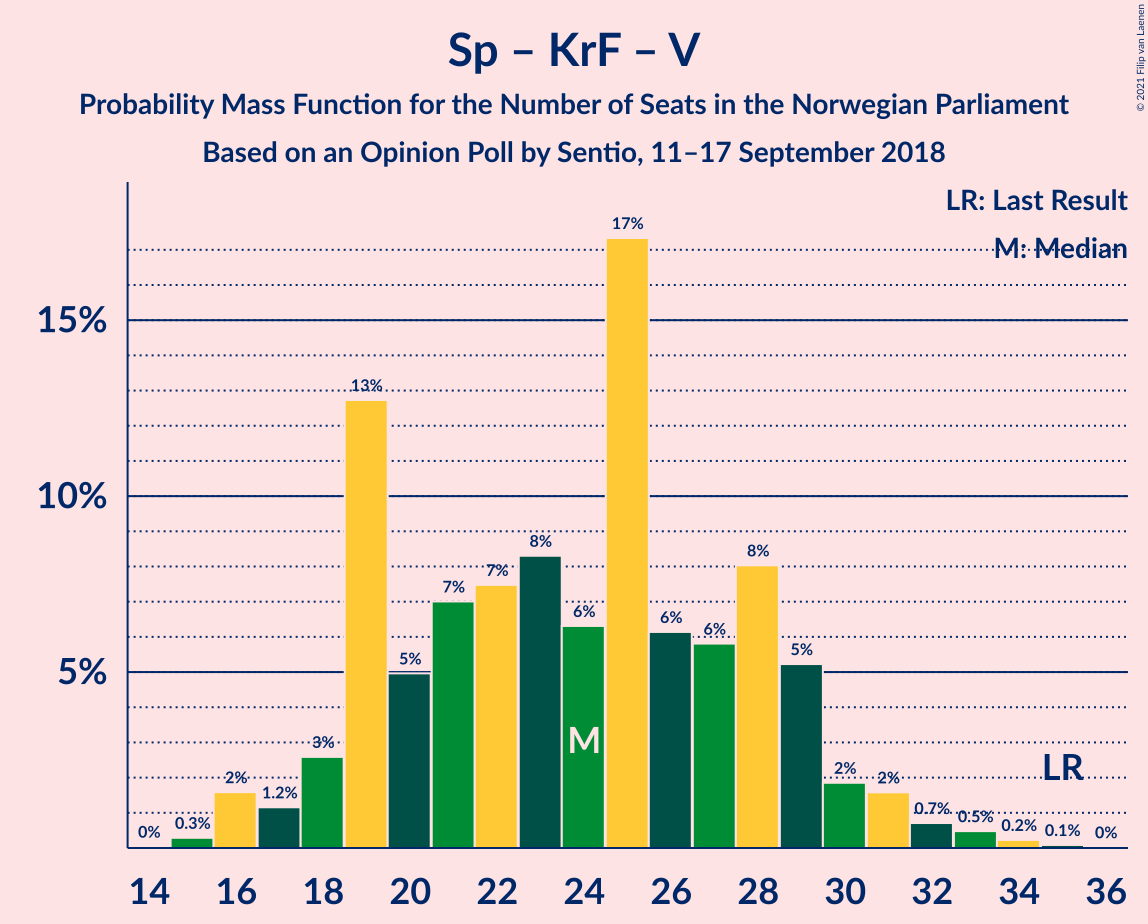 Sp – KrF – V
Probability Mass Function for the Number of Seats in the Norwegian Parliament
Based on an Opinion Poll by Sentio, 11–17 September 2018
© 2021 Filip van Laenen
LR: Last Result
M: Median
15%
10%
5%
0%
0.3%
2%
1.2%
3%
13%
5%
7%
7%
8%
6%
17%
6%
6%
8%
5%
2%
2%
0.7%
0.5%
0.2%
0.1%
0%
M
LR
14 16 18 20 22 24 26 28 30 32 34 36